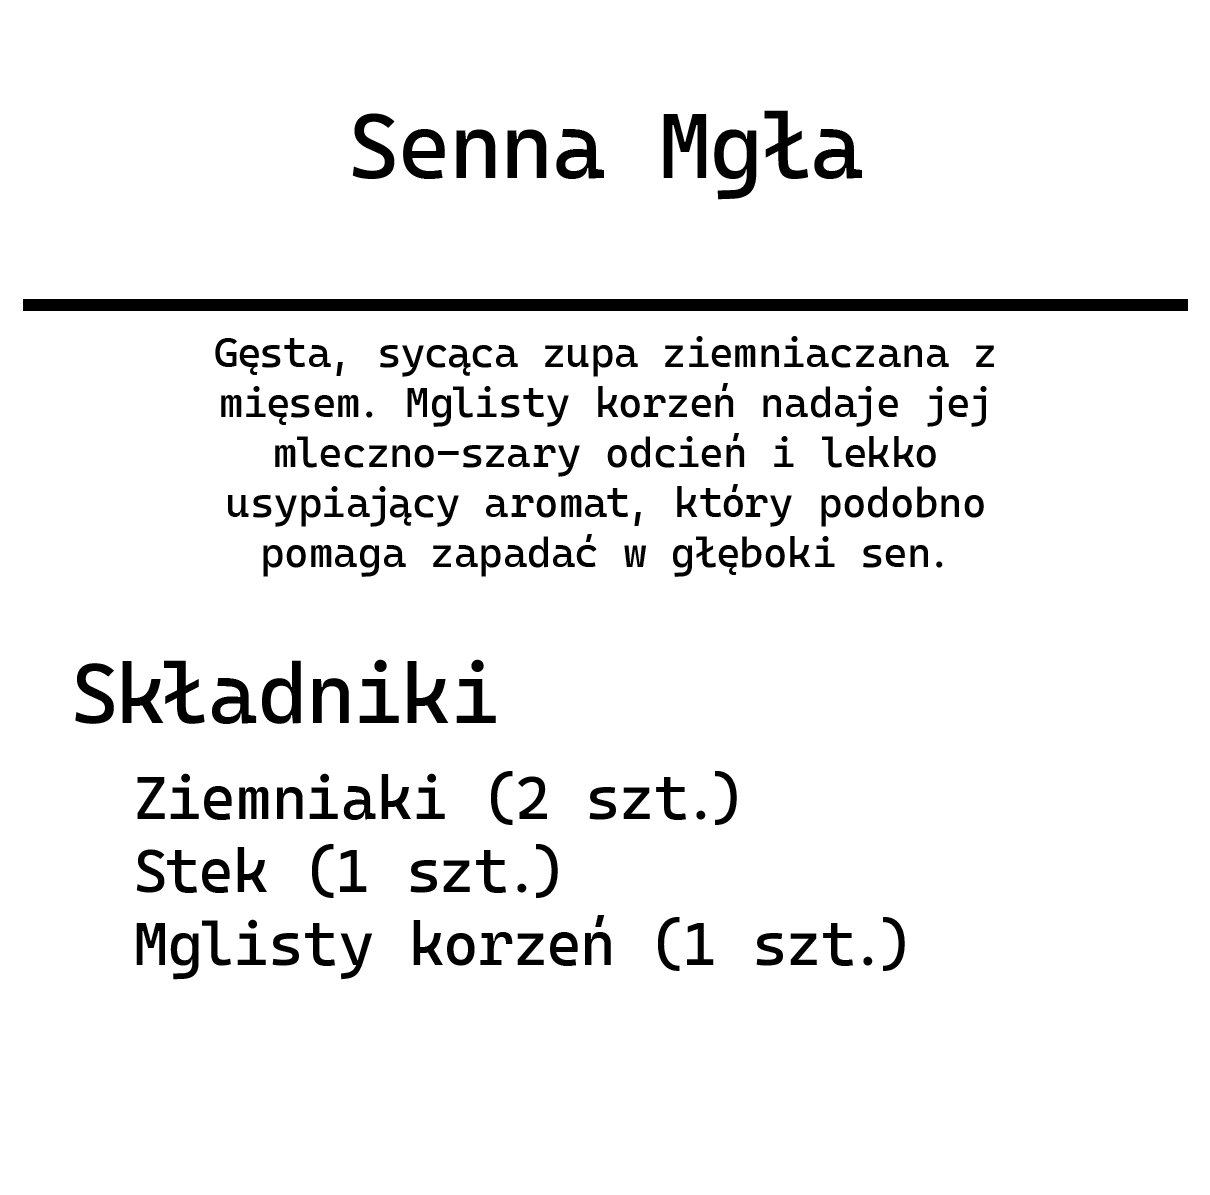 Senna Mgła
Gęsta, sycąca zupa ziemniaczana z
mięsem. Mglisty korzeń nadaje jej
mleczno-szary odcień i lekko
usypiający aromat, który podobno
pomaga zapadać w głęboki sen.
Składniki
Ziemniaki (2 szt.)
Stek (1 szt.)
Mglisty korzeń (1 szt.)